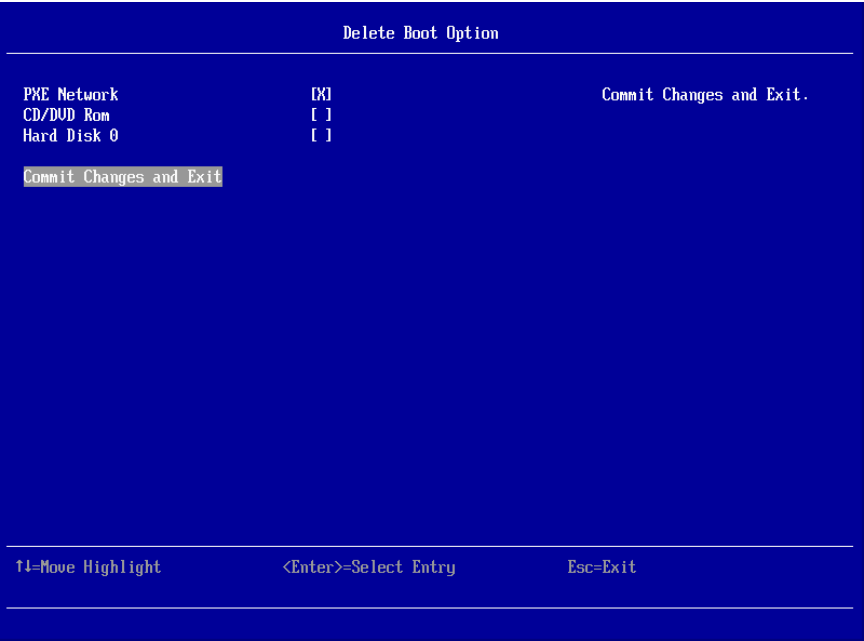 Delete Boot Option
PXE Network [X] Commit Changes and Exit.
CD/DVD Rom [ ]
Hard Disk 0 [ ]
Commit Changes and Exit
↑↓=Move Highlight <Enter>=Select Entry Esc=Exit